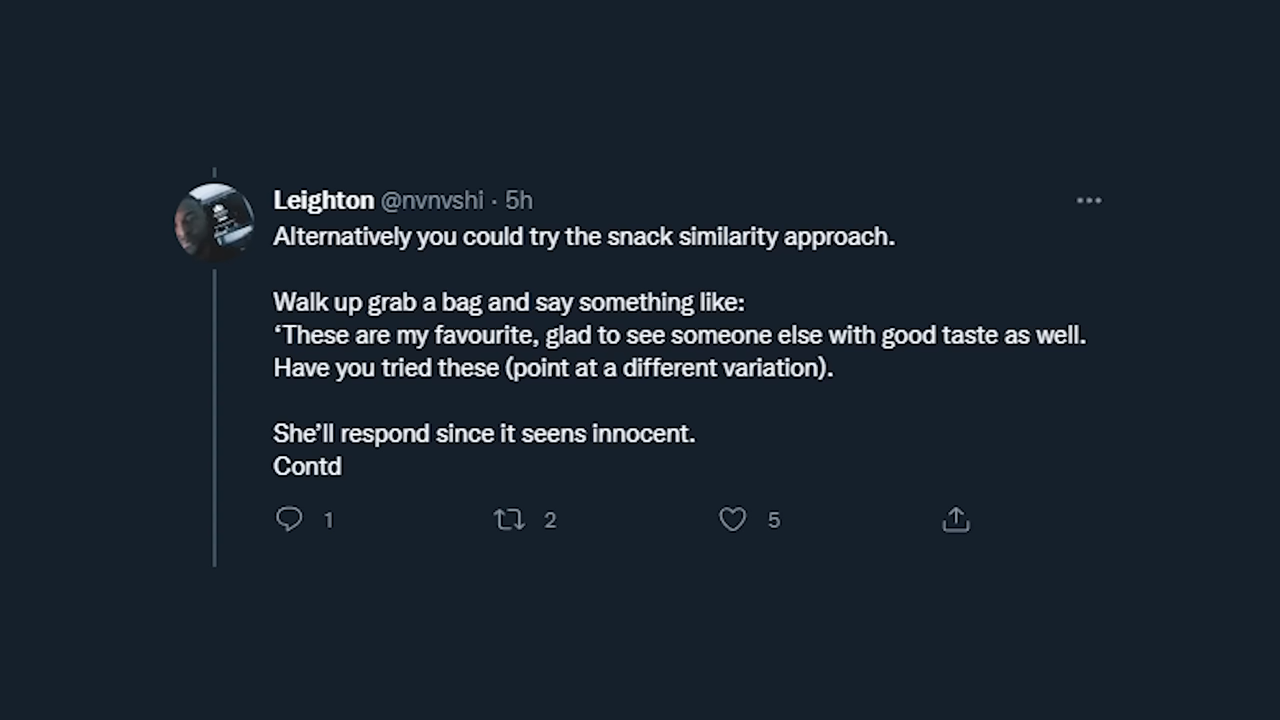 Leighton @nvnvshi · 5h
Alternatively you could try the snack similarity approach.
Walk up grab a bag and say something like:
‘These are my favourite, glad to see someone else with good taste as well.
Have you tried these (point at a different variation).
She’ll respond since it seens innocent.
Contd
1 2 5